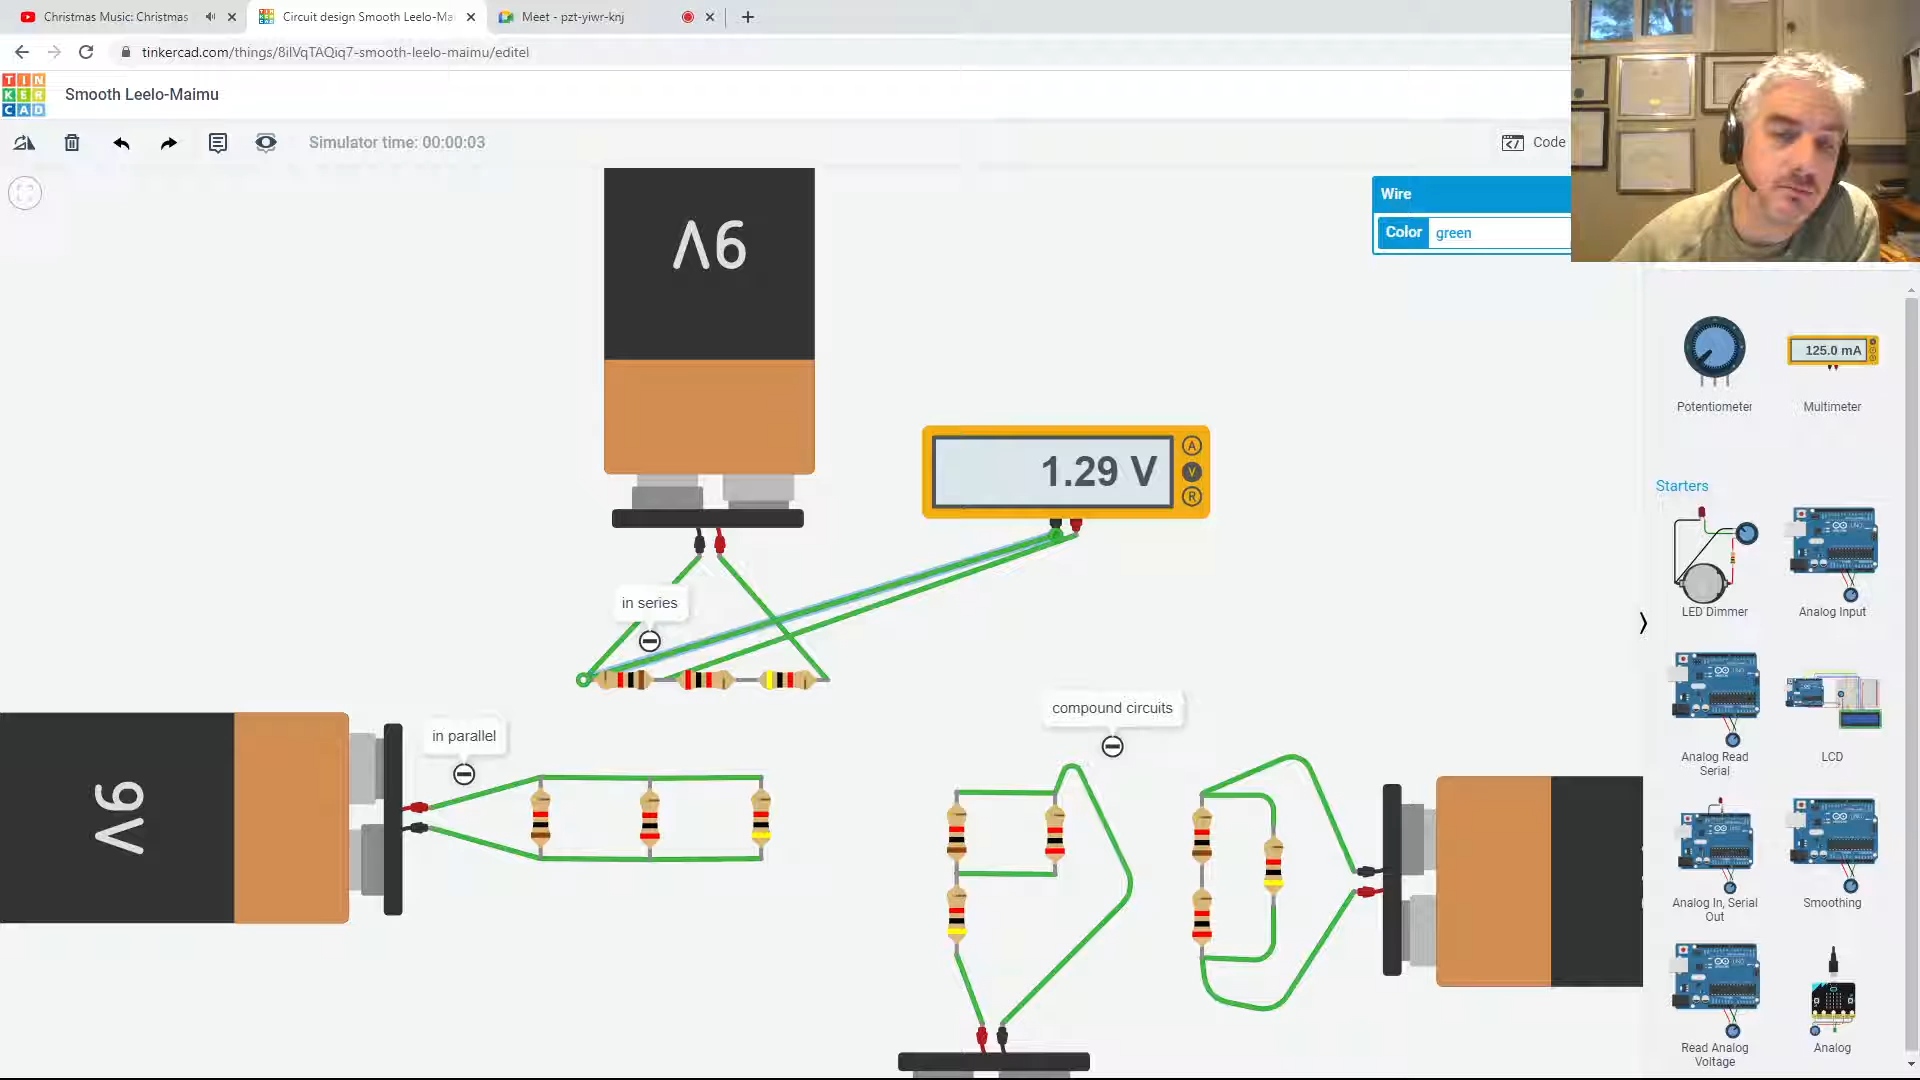 Christmas Music: Christmas
Circuit design Smooth Leelo-Ma
Meet - pzt-yiwr-knj
tinkercad.com/things/8ilVqTAQiq7-smooth-leelo-maimu/editel
TIN
KER
CAD
Smooth Leelo-Maimu
Simulator time: 00:00:03
Code
Wire
Color green
9V
1.29 V
A
V
R
in series
in parallel
compound circuits
9V
125.0 mA
Potentiometer
Multimeter
Starters
LED Dimmer
Analog Input
Analog Read
Serial
LCD
Analog In, Serial
Out
Smoothing
Read Analog
Voltage
Analog